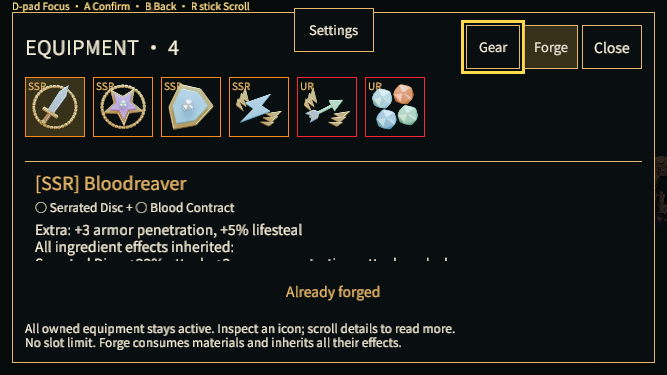 D-pad Focus • A Confirm • B Back • R stick Scroll
Settings
EQUIPMENT • 4
Gear
Forge
Close
SSR
SSR
SSR
SSR
UR
UR
[SSR] Bloodreaver
○ Serrated Disc + ○ Blood Contract
Extra: +3 armor penetration, +5% lifesteal
All ingredient effects inherited:
Already forged
All owned equipment stays active. Inspect an icon; scroll details to read more.
No slot limit. Forge consumes materials and inherits all their effects.